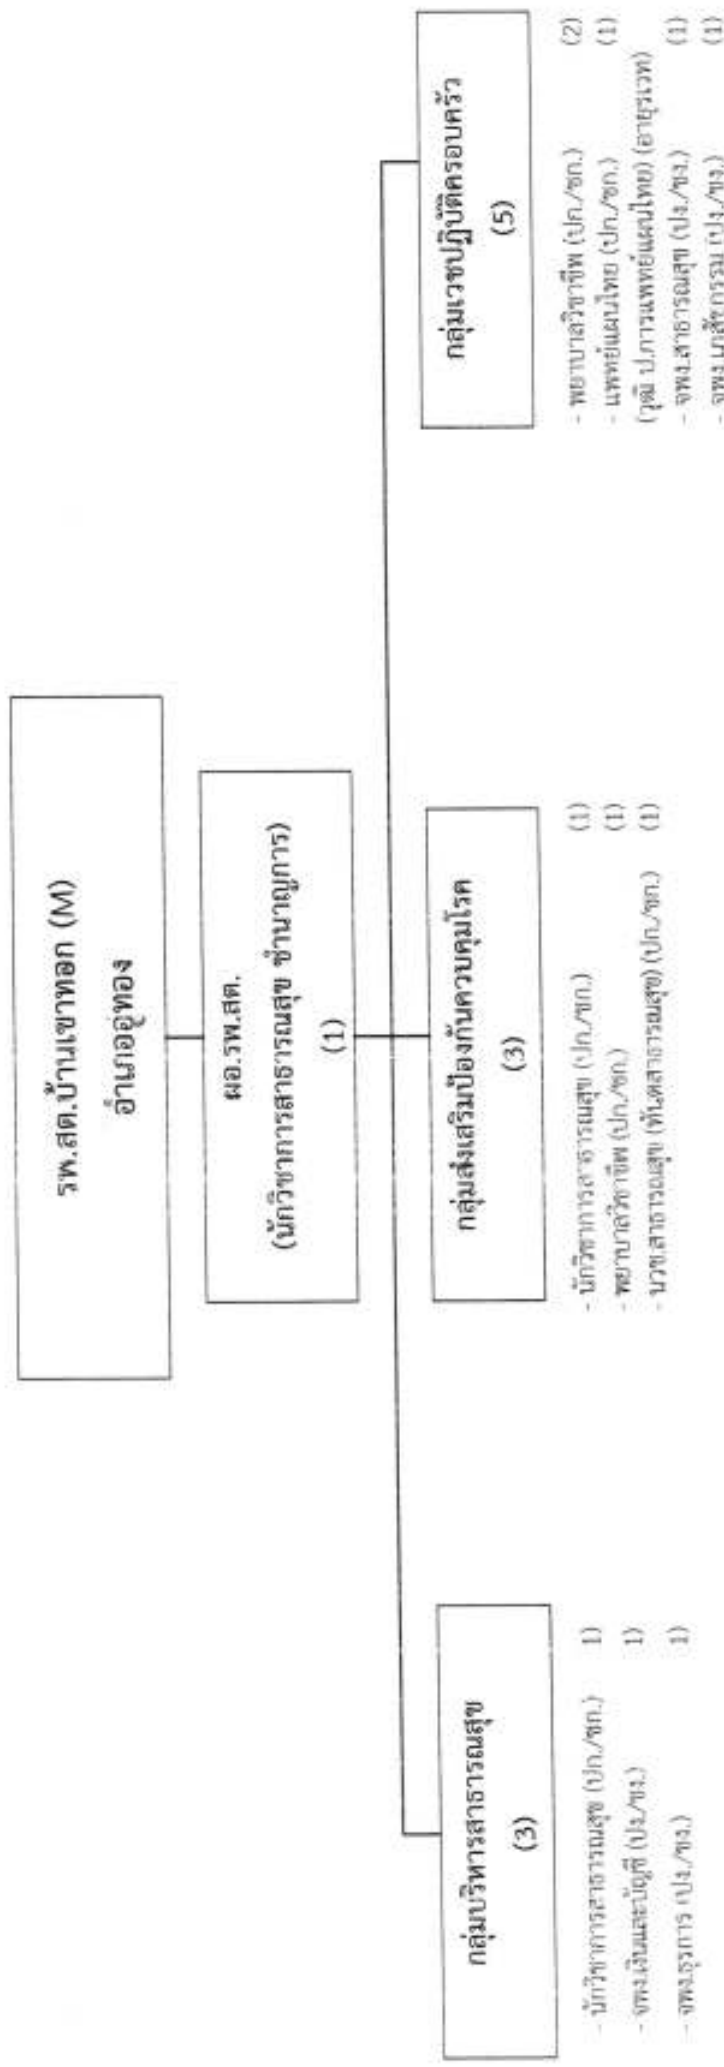 รพ.สต.บ้านเขาทอก (M)
อำเภออู่ทอง
ผอ.รพ.สต.
(นักวิชาการสาธารณสุข ชำนาญการ)
(1)
กลุ่มบริหารสาธารณสุข
(3)
- นักวิชาการสาธารณสุข (ปก./ชก.) 1)
- จพง.เงินและบัญชี (ปง./ชง.) 1)
- จพง.ธุรการ (ปง./ชง.) 1)
กลุ่มส่งเสริมป้องกันควบคุมโรค
(3)
- นักวิชาการสาธารณสุข (ปก./ชก.) (1)
- พยาบาลวิชาชีพ (ปก./ชก.) (1)
- นวช.สาธารณสุข (ทันตสาธารณสุข) (ปก./ชก.) (1)
กลุ่มเวชปฏิบัติครอบครัว
(5)
- พยาบาลวิชาชีพ (ปก./ชก.) (2)
- แพทย์แผนไทย (ปก./ชก.) (1)
(วุฒิ ป.การแพทย์แผนไทย) (อายุรเวท)
- จพง.สาธารณสุข (ปง./ชง.) (1)
- จพง.เภสัชกรรม (ปง./ชง.) (1)